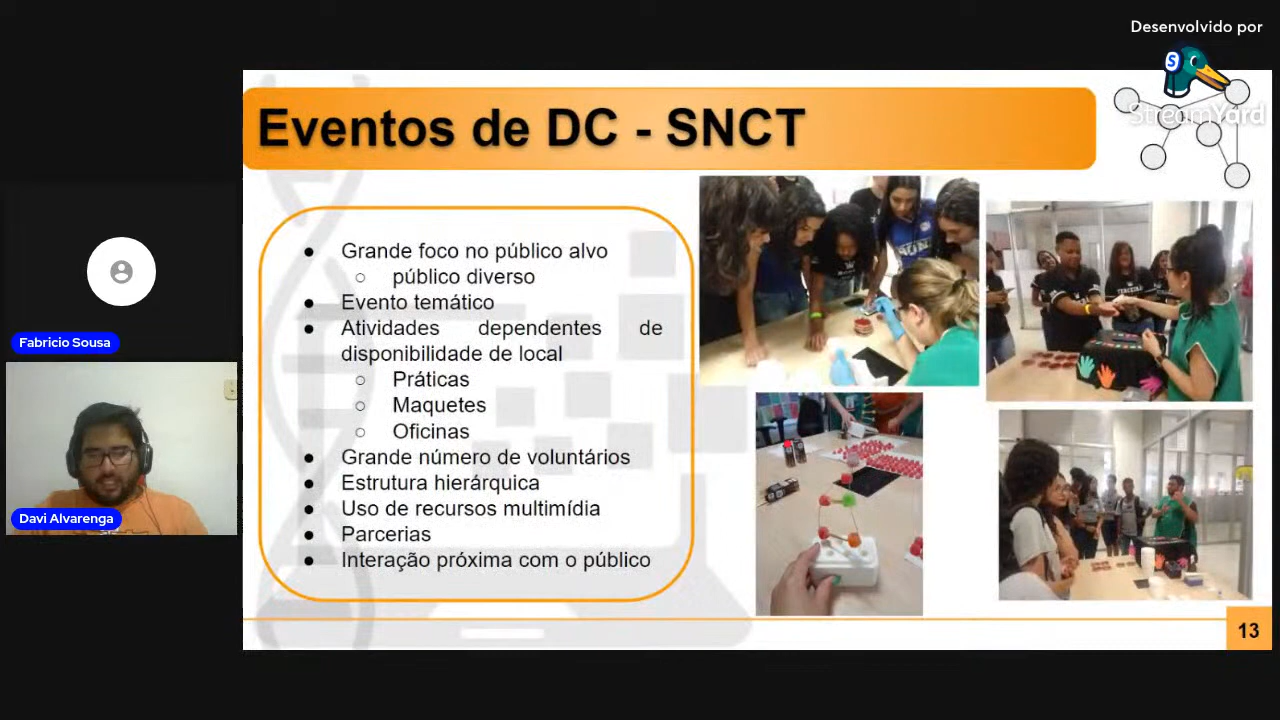 Desenvolvido por
StreamYard
Eventos de DC - SNCT
● Grande foco no público alvo
○ público diverso
● Evento temático
● Atividades dependentes de
disponibilidade de local
○ Práticas
○ Maquetes
○ Oficinas
● Grande número de voluntários
● Estrutura hierárquica
● Uso de recursos multimídia
● Parcerias
● Interação próxima com o público
13
Fabricio Sousa
Davi Alvarenga